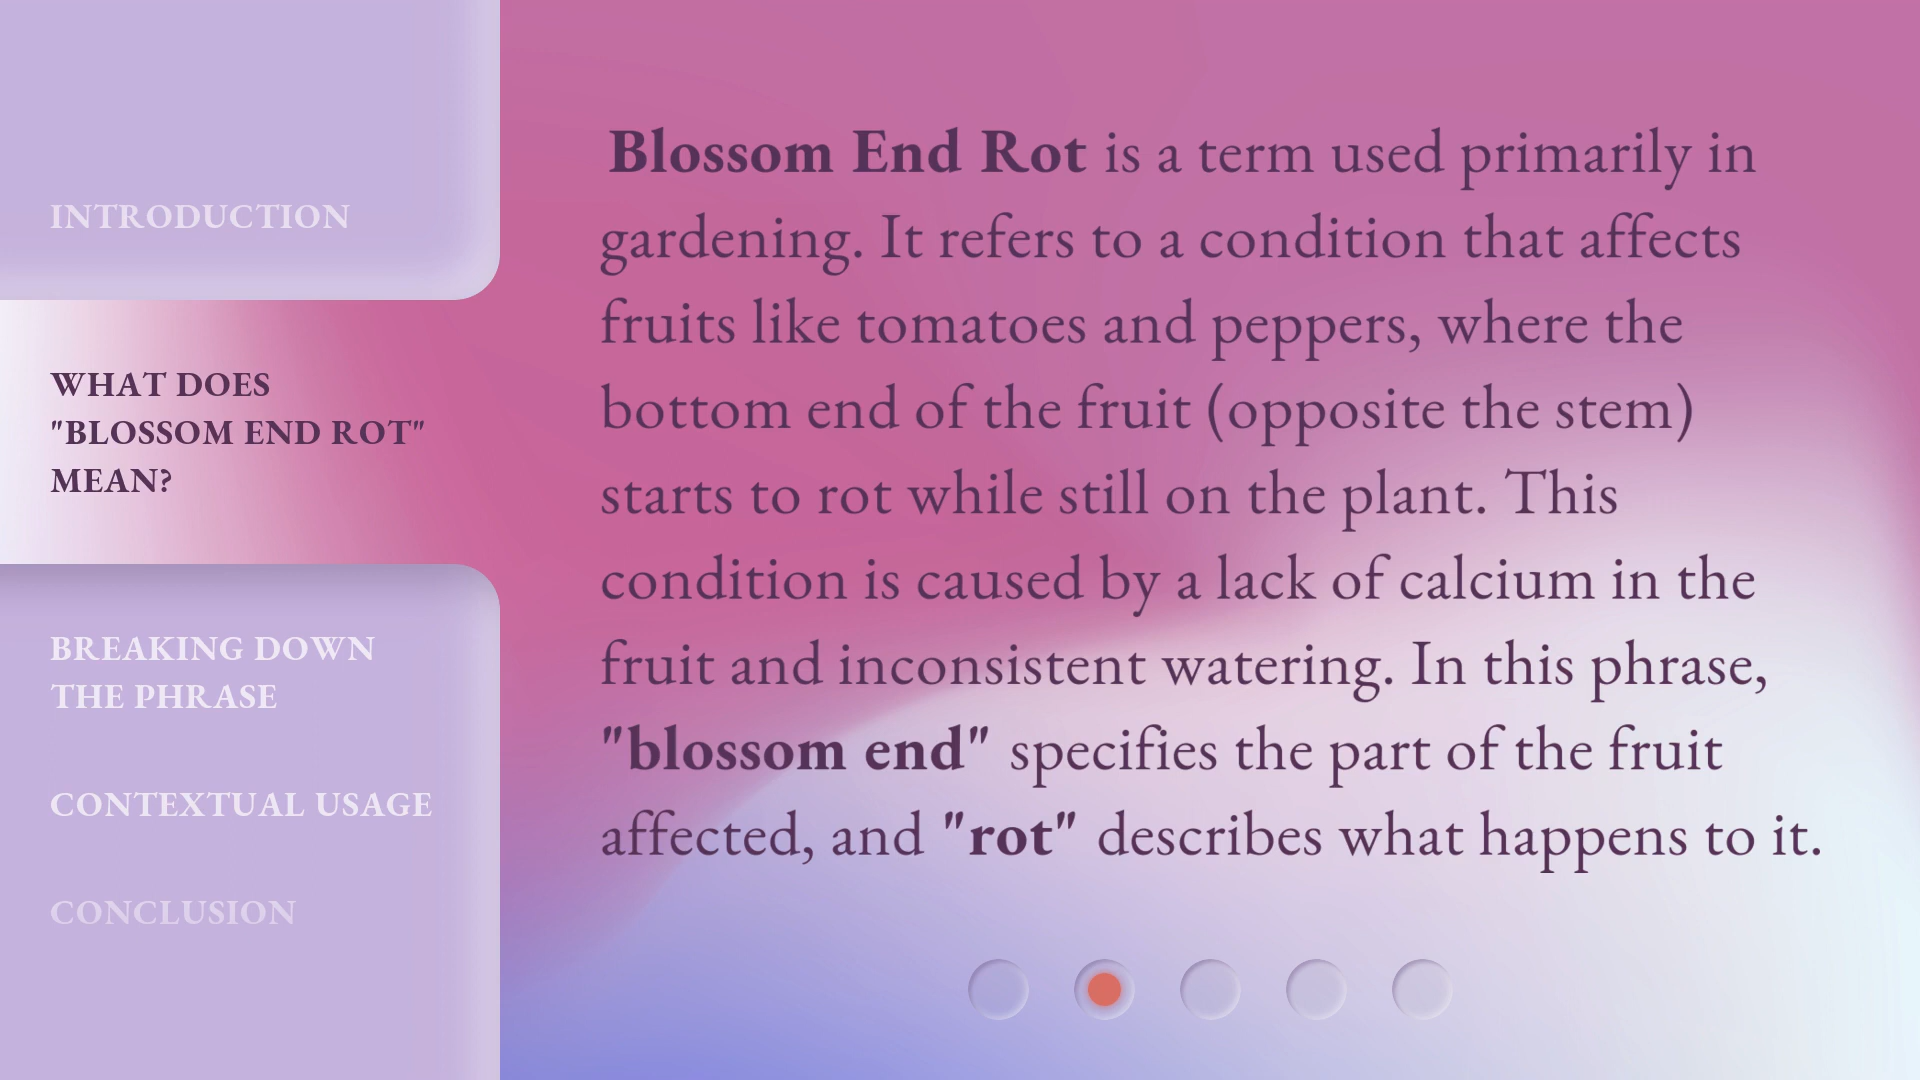 INTRODUCTION
WHAT DOES
"BLOSSOM END ROT"
MEAN?
BREAKING DOWN
THE PHRASE
CONTEXTUAL USAGE
CONCLUSION
Blossom End Rot is a term used primarily in
gardening. It refers to a condition that affects
fruits like tomatoes and peppers, where the
bottom end of the fruit (opposite the stem)
starts to rot while still on the plant. This
condition is caused by a lack of calcium in the
fruit and inconsistent watering. In this phrase,
"blossom end" specifies the part of the fruit
affected, and "rot" describes what happens to it.